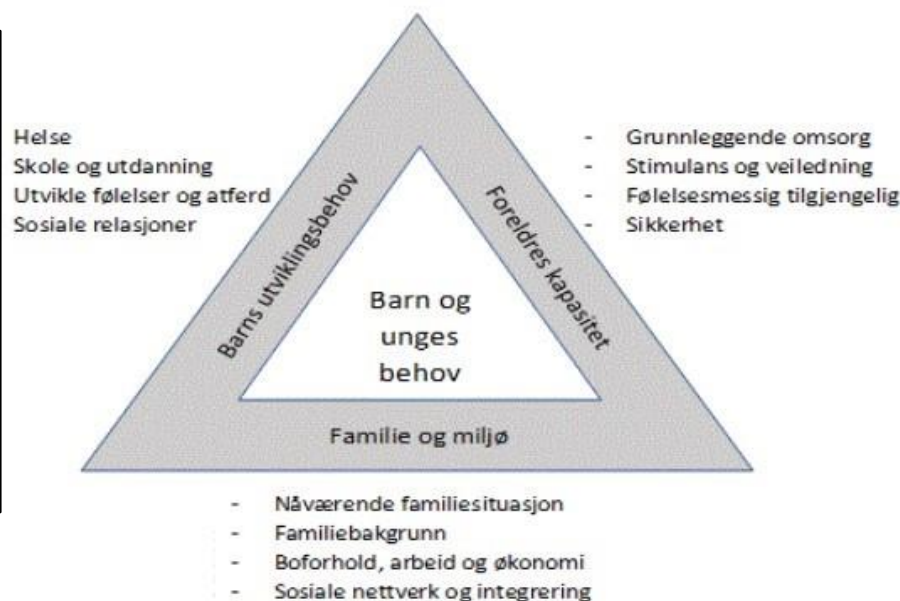 Helse
Skole og utdanning
Utvikle følelser og atferd
Sosiale relasjoner
Barns utviklingsbehov
Foreldres kapasitet
- Grunnleggende omsorg
- Stimulans og veiledning
- Følelsesmessig tilgjengelig
- Sikkerhet
Barn og
unges
behov
Familie og miljø
- Nåværende familiesituasjon
- Familiebakgrunn
- Boforhold, arbeid og økonomi
- Sosiale nettverk og integrering